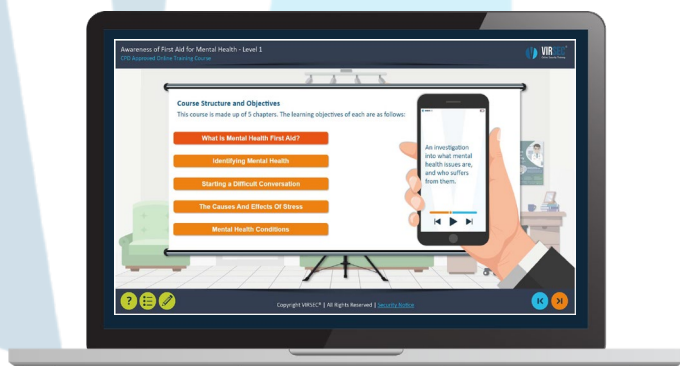 Awareness of First Aid for Mental Health - Level 1
CPD Approved Online Training Course
VIRSEC®
Course Structure and Objectives
This course is made up of 5 chapters. The learning objectives of each are as follows:
What Is Mental Health First Aid?
Identifying Mental Health
Starting a Difficult Conversation
The Causes And Effects Of Stress
Mental Health Conditions
An investigation
into what mental
health issues are,
and who suffers
from them.
?
Copyright VIRSEC® | All Rights Reserved | Security Notice